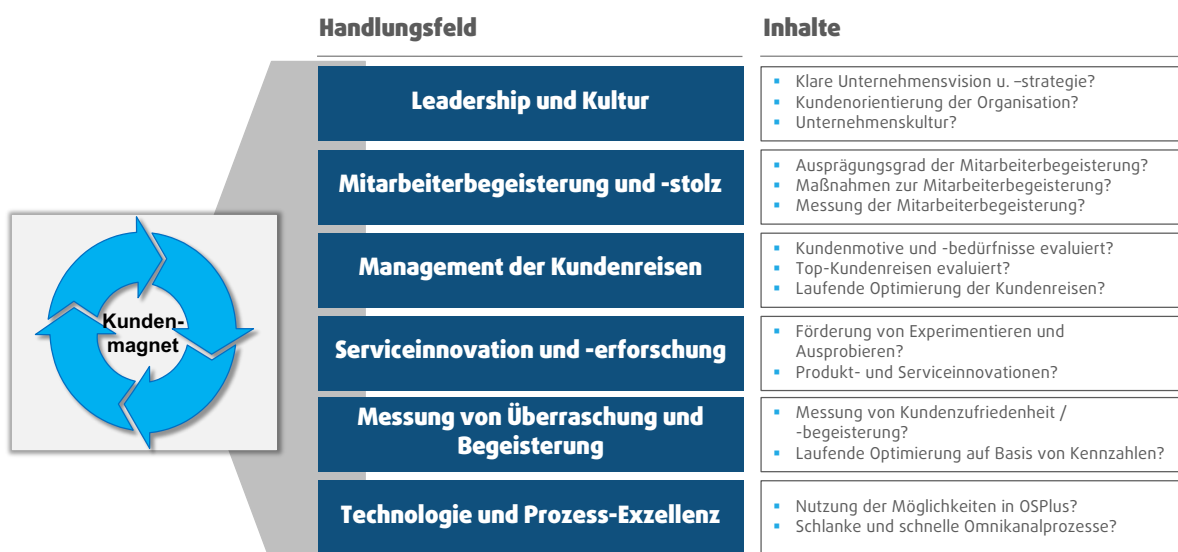 Handlungsfeld
Inhalte
Kunden-
magnet
Leadership und Kultur
▪ Klare Unternehmensvision u. –strategie?
▪ Kundenorientierung der Organisation?
▪ Unternehmenskultur?
Mitarbeiterbegeisterung und -stolz
▪ Ausprägungsgrad der Mitarbeiterbegeisterung?
▪ Maßnahmen zur Mitarbeiterbegeisterung?
▪ Messung der Mitarbeiterbegeisterung?
Management der Kundenreisen
▪ Kundenmotive und -bedürfnisse evaluiert?
▪ Top-Kundenreisen evaluiert?
▪ Laufende Optimierung der Kundenreisen?
Serviceinnovation und -erforschung
▪ Förderung von Experimentieren und
Ausprobieren?
▪ Produkt- und Serviceinnovationen?
Messung von Überraschung und
Begeisterung
▪ Messung von Kundenzufriedenheit /
-begeisterung?
▪ Laufende Optimierung auf Basis von Kennzahlen?
Technologie und Prozess-Exzellenz
▪ Nutzung der Möglichkeiten in OSPlus?
▪ Schlanke und schnelle Omnikanalprozesse?